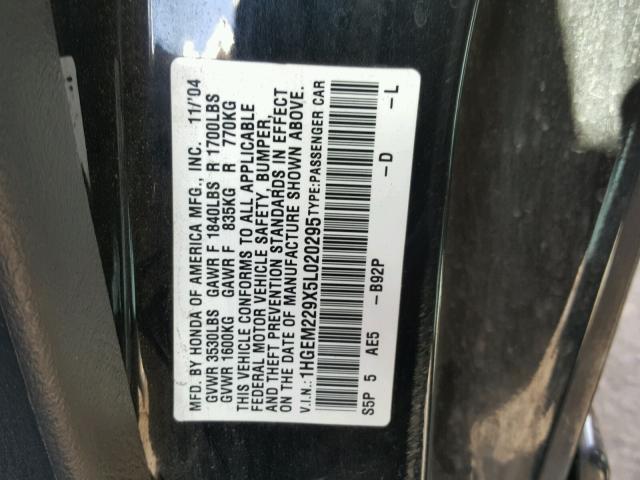 MFD. BY HONDA OF AMERICA MFG., INC. 11/'04
GVWR 3530LBS GAWR F 1840LBS R 1700LBS
GVWR 1600KG GAWR F 835KG R 770KG
THIS VEHICLE CONFORMS TO ALL APPLICABLE
FEDERAL MOTOR VEHICLE SAFETY, BUMPER,
AND THEFT PREVENTION STANDARDS IN EFFECT
ON THE DATE OF MANUFACTURE SHOWN ABOVE.
V.I.N.:1HGEM229X5L020295 TYPE:PASSENGER CAR
S5P 5 AE5 -B92P -D -L